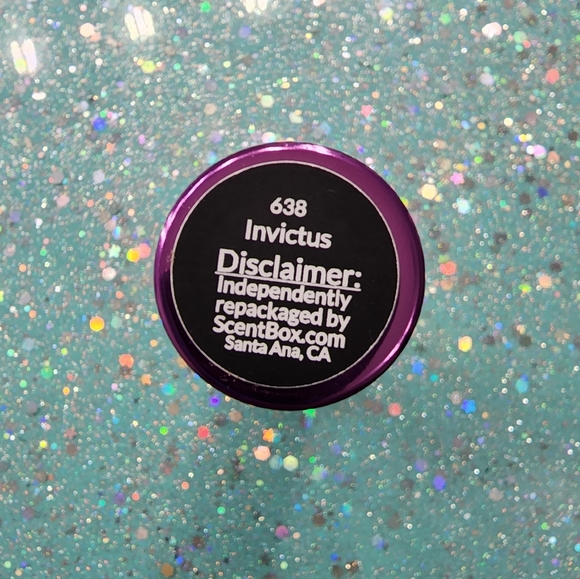 638
Invictus
Disclaimer:
Independently
repackaged by
ScentBox.com
Santa Ana, CA